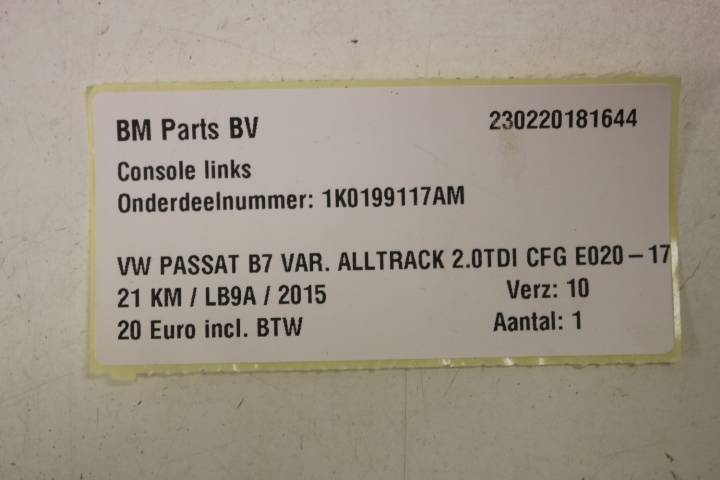 BM Parts BV 230220181644
Console links
Onderdeelnummer: 1K0199117AM
VW PASSAT B7 VAR. ALLTRACK 2.0TDI CFG E020-17
21 KM / LB9A / 2015 Verz: 10
20 Euro incl. BTW Aantal: 1